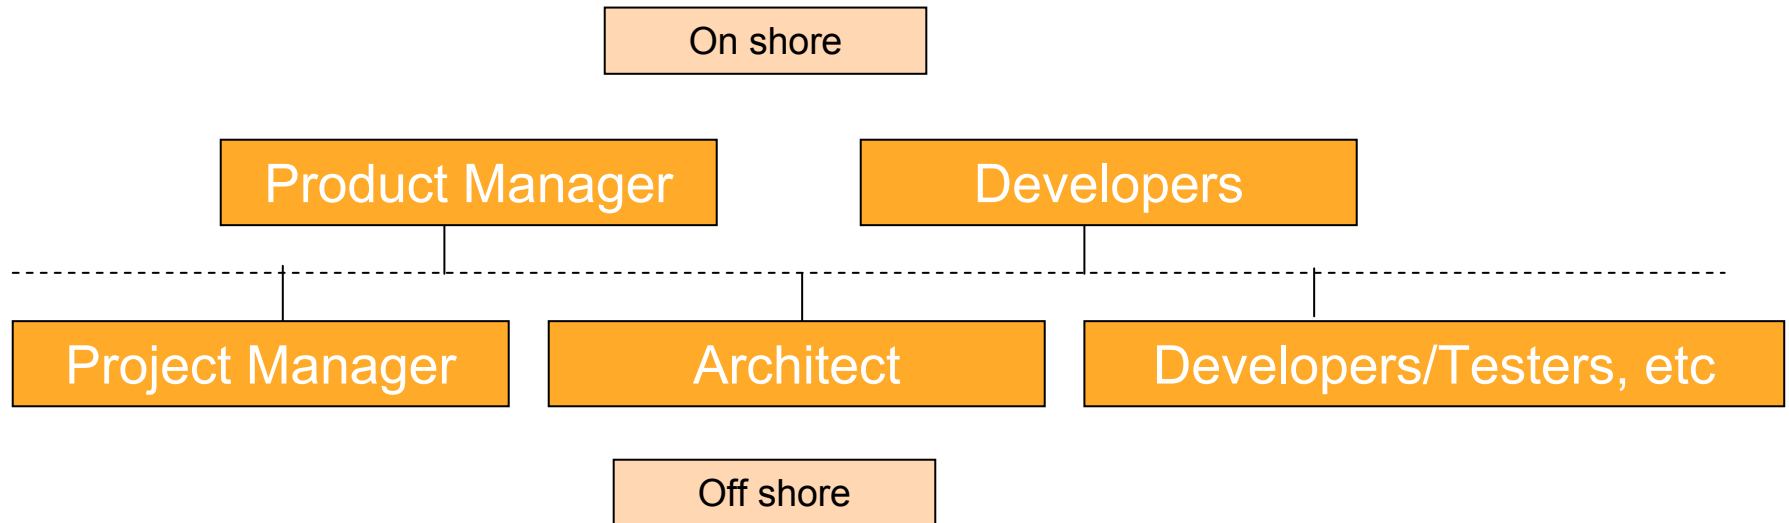 On shore
Product Manager
Developers
Project Manager
Architect
Developers/Testers, etc
Off shore